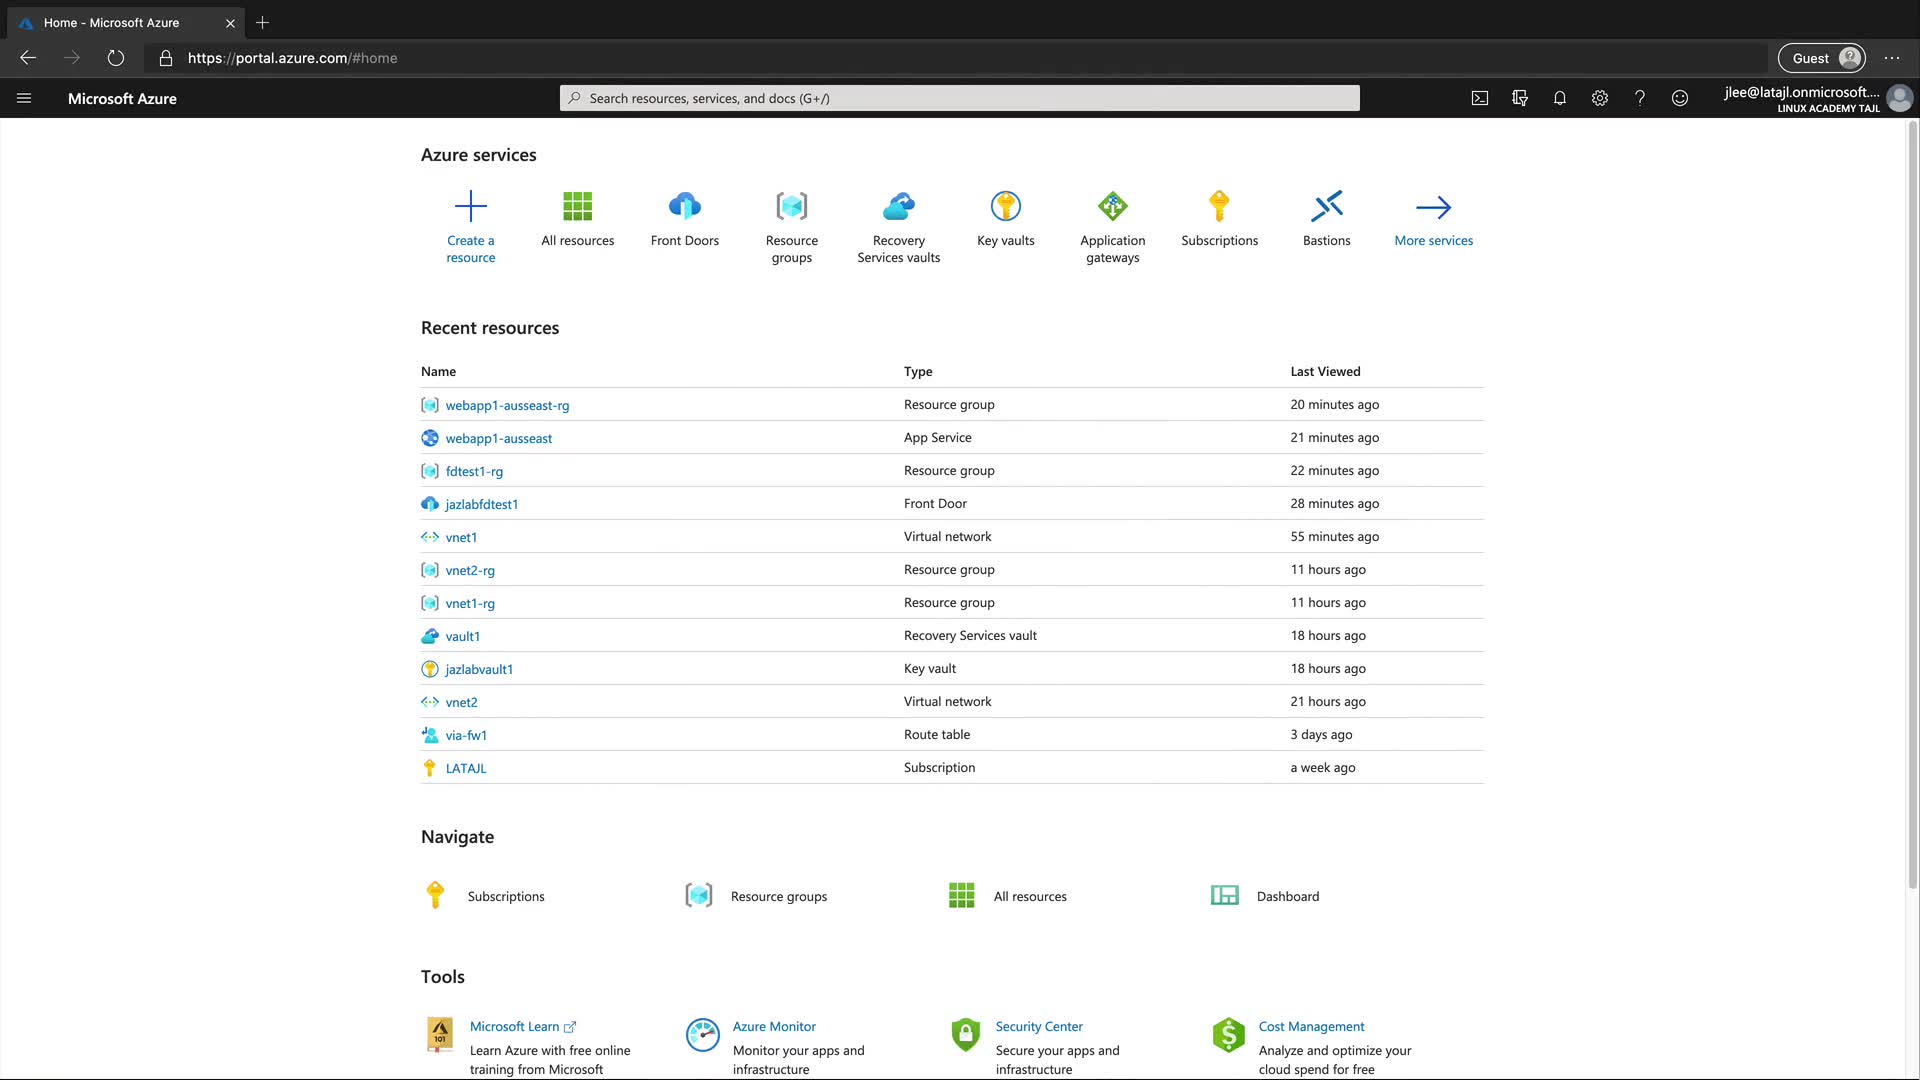 Home - Microsoft Azure
https://portal.azure.com/#home
Guest
Microsoft Azure
Search resources, services, and docs (G+/)
jlee@latajl.onmicrosoft....
LINUX ACADEMY TAJL
Azure services
Create a resource
All resources
Front Doors
Resource groups
Recovery Services vaults
Key vaults
Application gateways
Subscriptions
Bastions
More services
Recent resources
Name Type Last Viewed
webapp1-ausseast-rg Resource group 20 minutes ago
webapp1-ausseast App Service 21 minutes ago
fdtest1-rg Resource group 22 minutes ago
jazlabfdtest1 Front Door 28 minutes ago
vnet1 Virtual network 55 minutes ago
vnet2-rg Resource group 11 hours ago
vnet1-rg Resource group 11 hours ago
vault1 Recovery Services vault 18 hours ago
jazlabvault1 Key vault 18 hours ago
vnet2 Virtual network 21 hours ago
via-fw1 Route table 3 days ago
LATAJL Subscription a week ago
Navigate
Subscriptions
Resource groups
All resources
Dashboard
Tools
101
Microsoft Learn
Learn Azure with free online
training from Microsoft
Azure Monitor
Monitor your apps and
infrastructure
Security Center
Secure your apps and
infrastructure
Cost Management
Analyze and optimize your
cloud spend for free